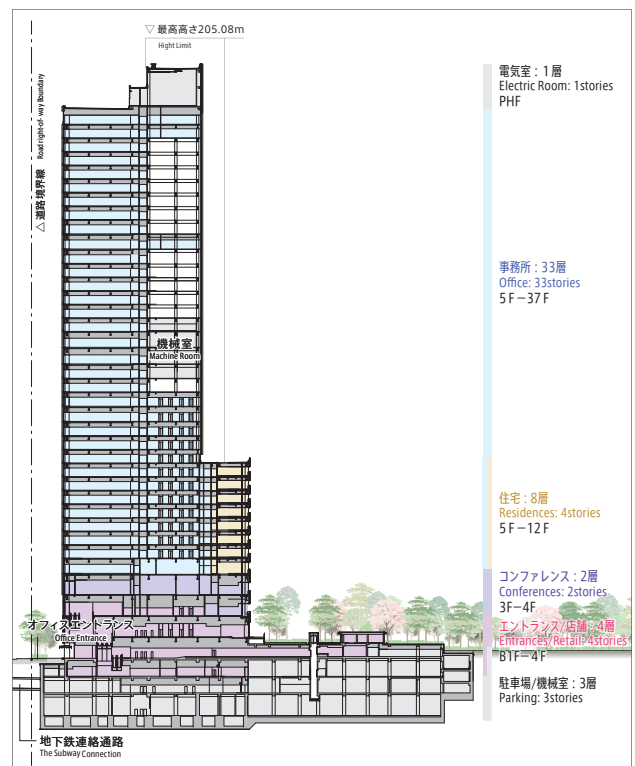 ▽ 最高高さ205.08m
Hight Limit
△ 道路境界線 Road right-of- way Boundary
機械室
Machine Room
オフィスエントランス
Office Entrance
地下鉄連絡通路
The Subway Connection
電気室 : 1層
Electric Room: 1stories
PHF
事務所 : 33層
Office: 33stories
5F−37F
住宅 : 8層
Residences: 4stories
5F−12F
コンファレンス : 2層
Conferences: 2stories
3F−4F
エントランス/店舗 : 4層
Entrances/Retail: 4stories
B1F−4F
駐車場/機械室 : 3層
Parking: 3stories